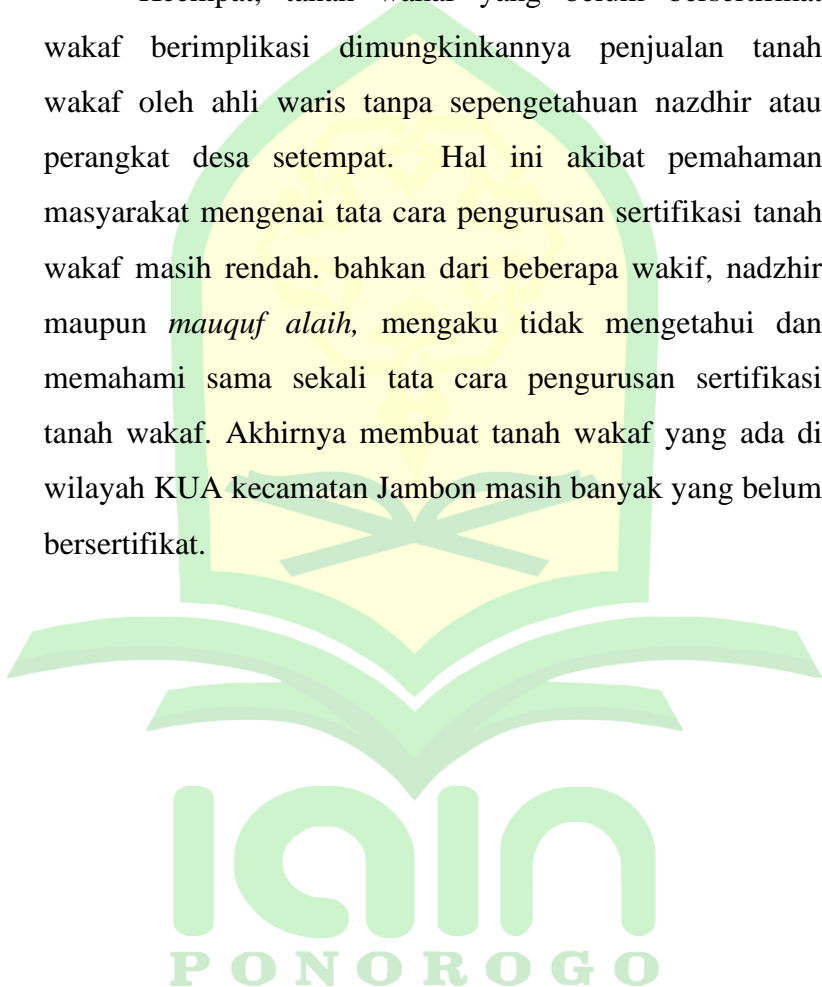 wakaf berimplikasi dimungkinkannya penjualan tanah
wakaf oleh ahli waris tanpa sepengetahuan nazdhir atau
perangkat desa setempat. Hal ini akibat pemahaman
masyarakat mengenai tata cara pengurusan sertifikasi tanah
wakaf masih rendah. bahkan dari beberapa wakif, nadzhir
maupun mauquf alaih, mengaku tidak mengetahui dan
memahami sama sekali tata cara pengurusan sertifikasi
tanah wakaf. Akhirnya membuat tanah wakaf yang ada di
wilayah KUA kecamatan Jambon masih banyak yang belum
bersertifikat.
iain
PONOROGO